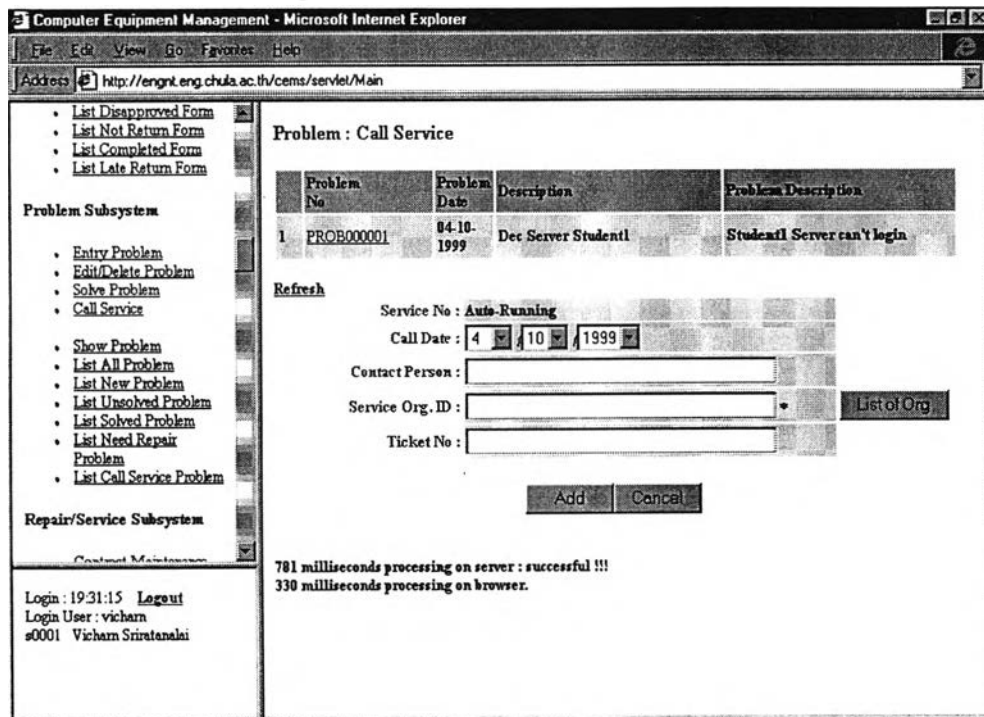 Computer Equipment Management - Microsoft Internet Explorer
File Edit View Go Favorites Help
Address http://engnt.eng.chula.ac.th/cems/servlet/Main
List Disapproved Form
List Not Return Form
List Completed Form
List Late Return Form
Problem Subsystem
Entry Problem
Edit/Delete Problem
Solve Problem
Call Service
Show Problem
List All Problem
List New Problem
List Unsolved Problem
List Solved Problem
List Need Repair
Problem
List Call Service Problem
Repair/Service Subsystem
Contract Maintenance
Login : 19:31:15 Logout
Login User : vicharn
s0001 Vicharn Sriratanalai
Problem : Call Service
Problem No Problem Date Description Problem Description
1 PROB000001 04-10-1999 Dec Server Student1 Student1 Server can't login
Refresh
Service No : Auto-Running
Call Date : 4 / 10 / 1999
Contact Person :
Service Org. ID : * List of Org
Ticket No :
Add Cancel
781 milliseconds processing on server : successful !!!
330 milliseconds processing on browser.